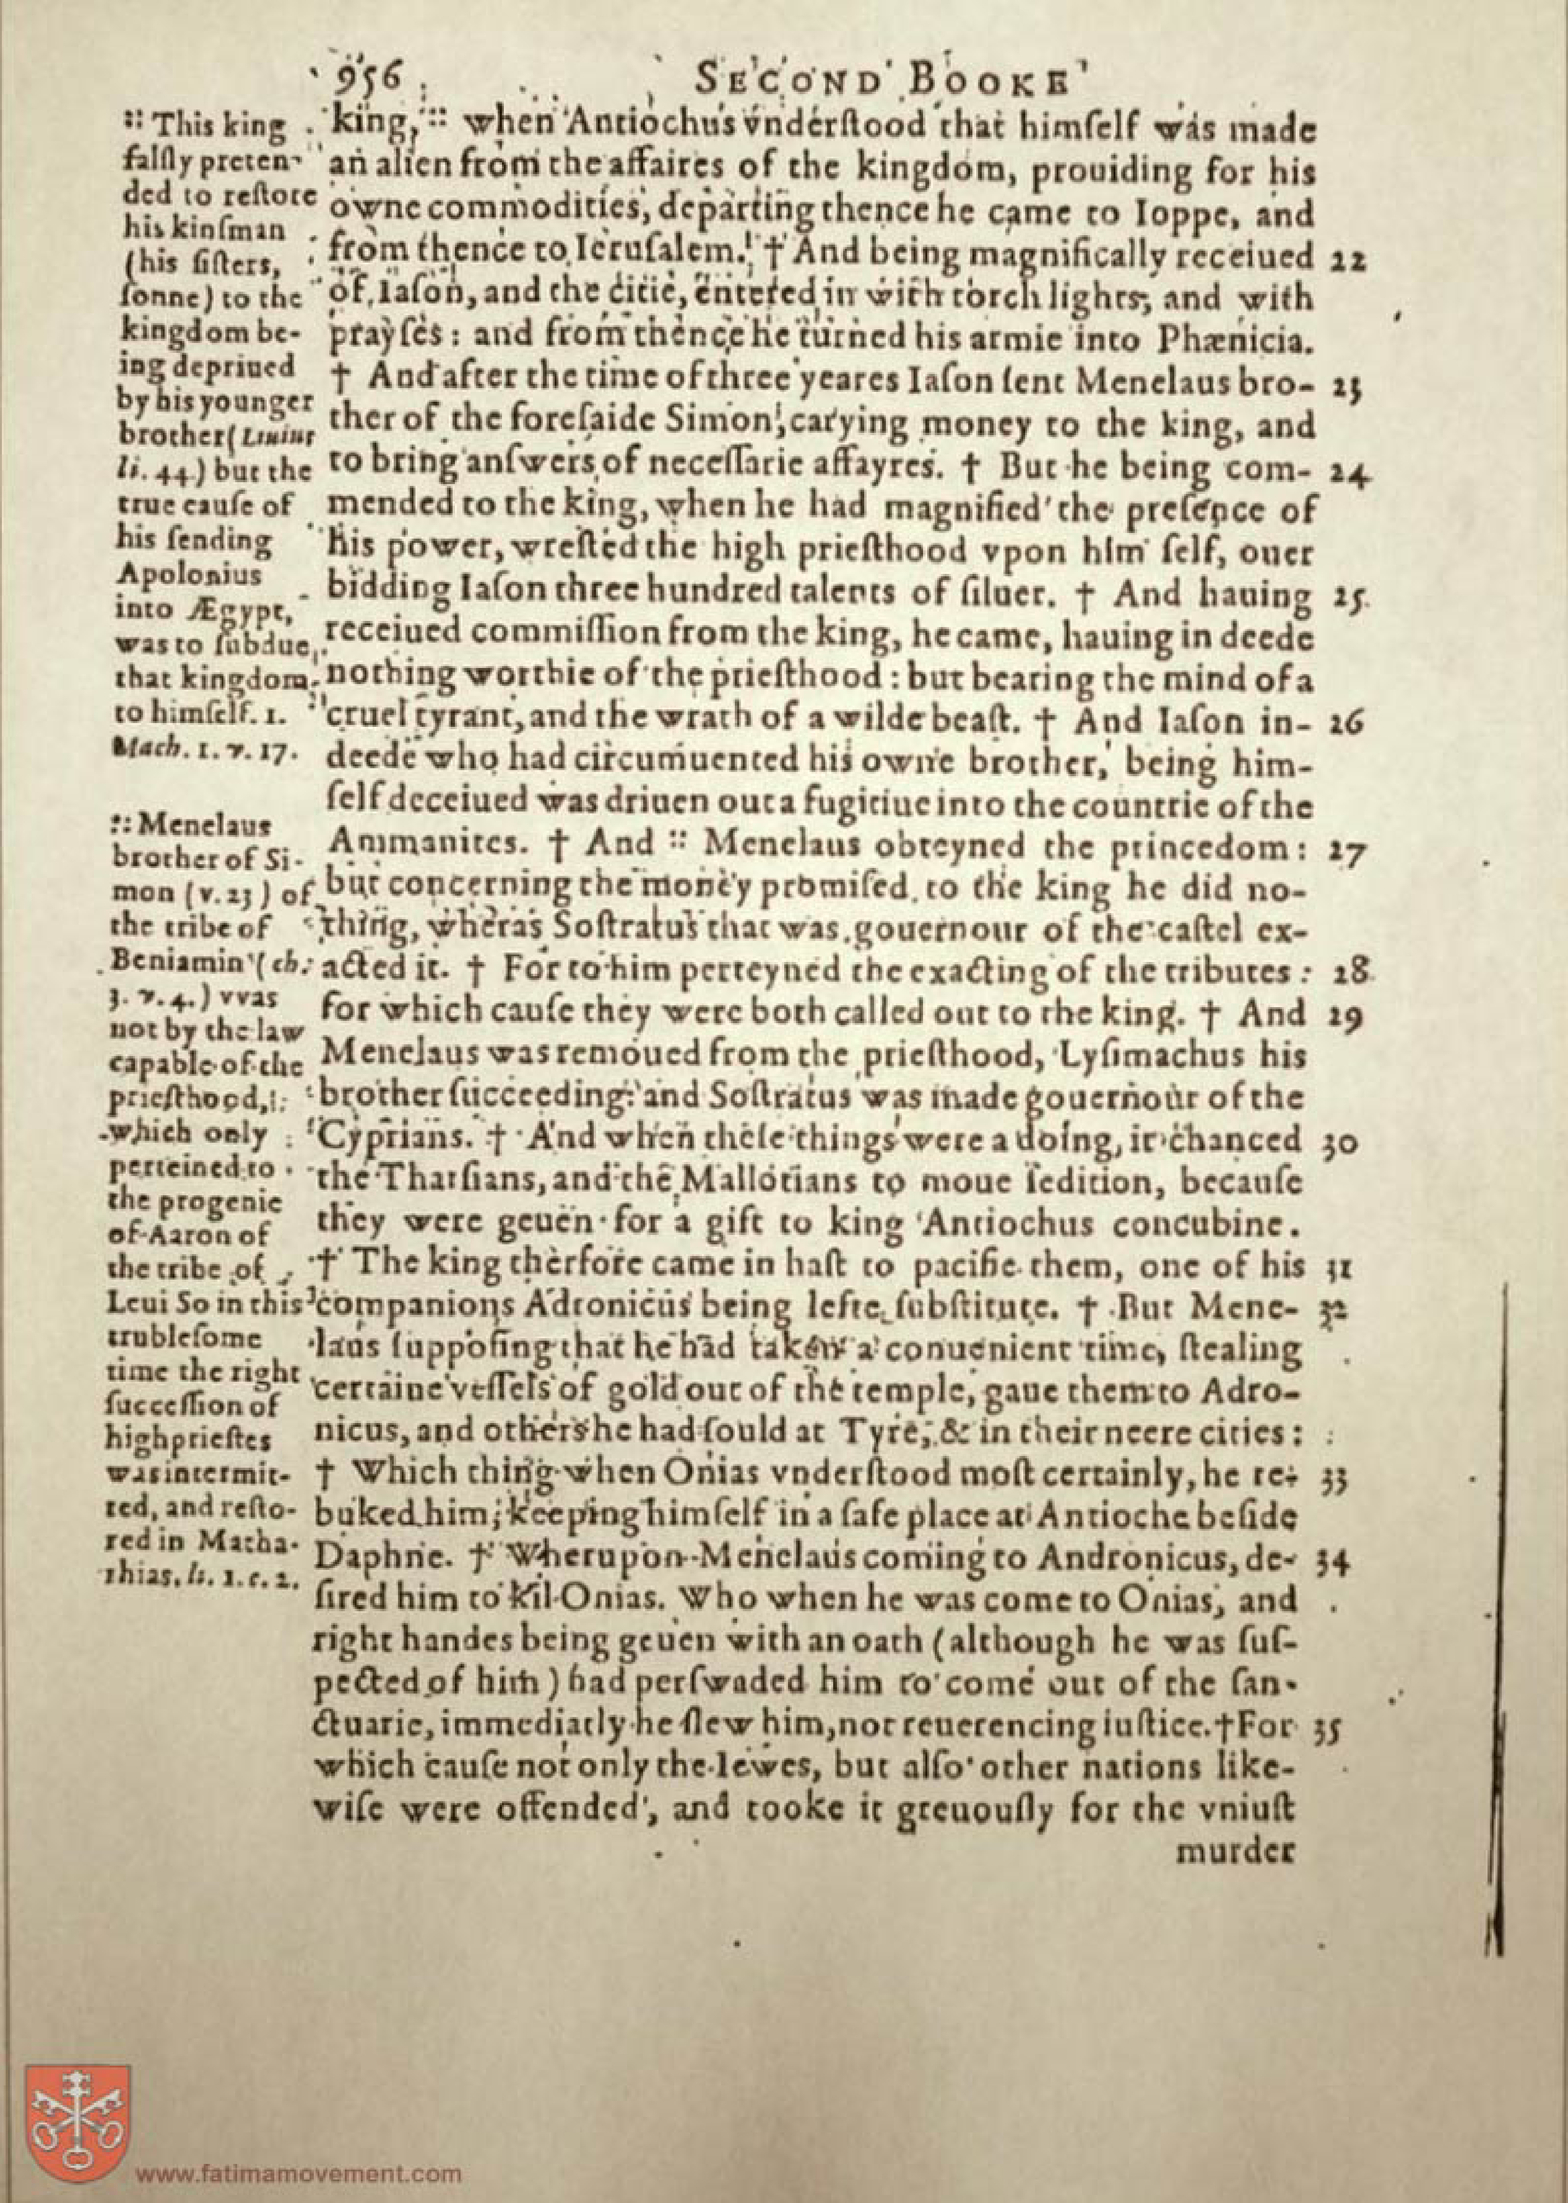 956 SECOND BOOKE
:: This king
falſly preten-
ded to reſtore
his kinſman
(his ſiſters,
ſonne) to the
kingdom be-
ing depriued
by his younger
brother (Liuius
li. 44.) but the
true cauſe of
his ſending
Apolonius
into Ægypt,
was to ſubdue
that kingdom
to himſelf. 1.
Mach. 1. v. 17.
:: Menelaus
brother of Si-
mon (v. 23) of
the tribe of
Beniamin (ch.
3. v. 4.) vvas
not by the law
capable of the
prieſthood,
which only
perteined to
the progenie
of Aaron of
the tribe of
Leui So in this
trubleſome
time the right
ſucceſſion of
highprieſtes
was intermit-
ted, and reſto-
red in Matha-
thias. li. 1. c. 2.
king, :: when Antiochus vnderſtood that himſelf was made
an alien from the affaires of the kingdom, prouiding for his
owne commodities, departing thence he came to Ioppe, and
from thence to Ieruſalem. † And being magnifically receiued 22
of Iaſon, and the citie, entered in with torch lights, and with
prayſes: and from thence he turned his armie into Phænicia.
† And after the time of three yeares Iaſon ſent Menelaus bro- 23
ther of the foreſaide Simon, carying money to the king, and
to bring anſwers of neceſſarie affayres. † But he being com- 24
mended to the king, when he had magnified the preſence of
his power, wreſted the high prieſthood vpon him ſelf, ouer
bidding Iaſon three hundred talents of ſiluer. † And hauing 25
receiued commiſſion from the king, he came, hauing in deede
nothing worthie of the prieſthood: but bearing the mind of a
cruel tyrant, and the wrath of a wilde beaſt. † And Iaſon in- 26
deede who had circumuented his owne brother, being him-
ſelf deceiued was driuen out a fugitiue into the countrie of the
Ammanites. † And :: Menelaus obteyned the princedom: 27
but concerning the money promiſed to the king he did no-
thing, wheras Soſtratus that was gouernour of the caſtel ex-
acted it. † For to him perteyned the exacting of the tributes: 28
for which cauſe they were both called out to the king. † And 29
Menelaus was remoued from the prieſthood, Lyſimachus his
brother ſucceeding: and Soſtratus was made gouernour of the
Cyprians. † And when theſe things were a doing, it chanced 30
the Tharſians, and the Mallotians to moue ſedition, becauſe
they were geuen for a gift to king Antiochus concubine.
† The king therfore came in haſt to pacifie them, one of his 31
companions Adronicus being lefte ſubſtitute. † But Mene- 32
laus ſuppoſing that he had taken a conuenient time, ſtealing
certaine veſſels of gold out of the temple, gaue them to Adro-
nicus, and others he had ſould at Tyre, & in their neere cities:
† Which thing when Onias vnderſtood moſt certainly, he re- 33
buked him, keeping himſelf in a ſafe place at Antioche beſide
Daphne. † Wherupon Menelaus coming to Andronicus, de- 34
ſired him to kil Onias. Who when he was come to Onias, and
right handes being geuen with an oath (although he was ſuſ-
pected of him) had perſwaded him to come out of the ſan-
ctuarie, immediatly he ſlew him, not reuerencing iuſtice. † For 35
which cauſe not only the Iewes, but alſo other nations like-
wiſe were offended, and tooke it greuouſly for the vniuſt
murder
www.fatimamovement.com